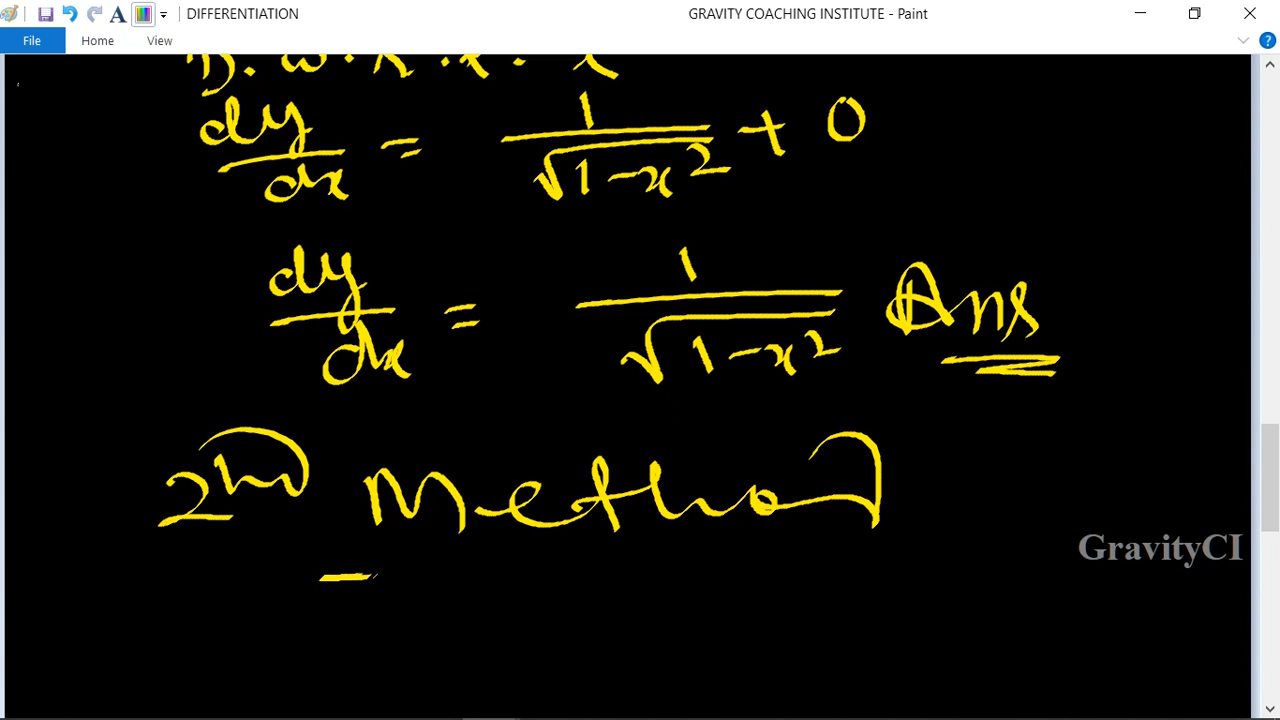 DIFFERENTIATION
GRAVITY COACHING INSTITUTE - Paint
File Home View
D.w.r.t. x
dy/dx = 1/√1-x² + 0
dy/dx = 1/√1-x² Ans
2nd Method
GravityCI